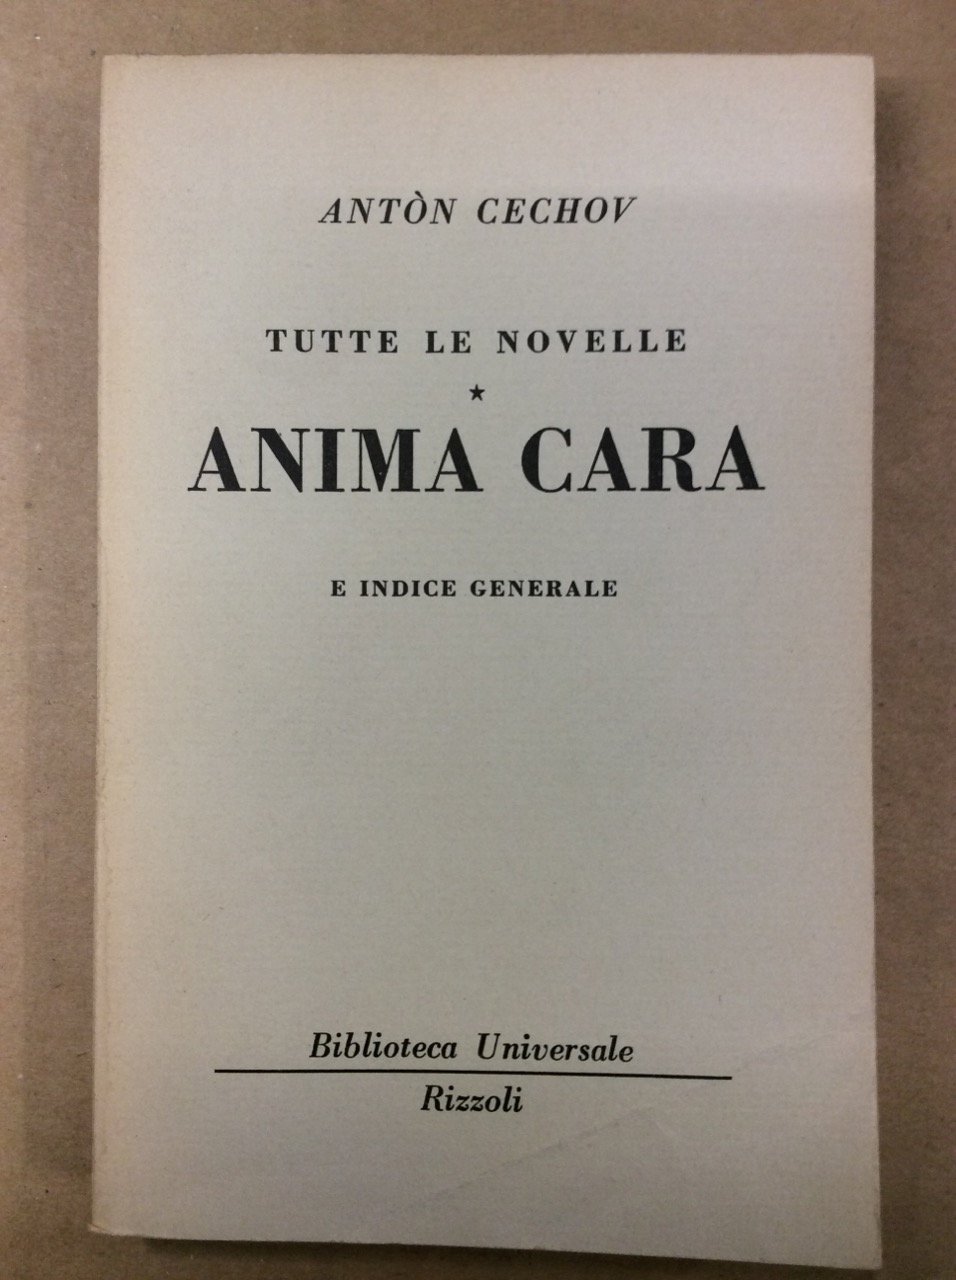 ANTÒN CECHOV
TUTTE LE NOVELLE
★
ANIMA CARA
E INDICE GENERALE
Biblioteca Universale
Rizzoli